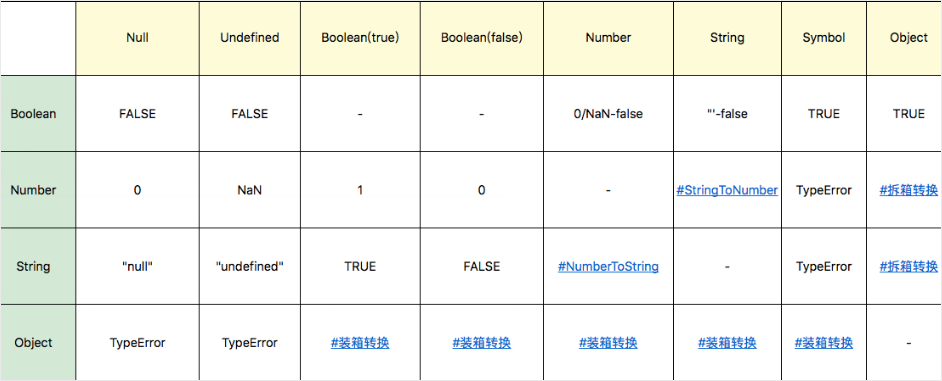 Null Undefined Boolean(true) Boolean(false) Number String Symbol Object
Boolean FALSE FALSE - - 0/NaN-false "'-false TRUE TRUE
Number 0 NaN 1 0 - #StringToNumber TypeError #拆箱转换
String "null" "undefined" TRUE FALSE #NumberToString - TypeError #拆箱转换
Object TypeError TypeError #装箱转换 #装箱转换 #装箱转换 #装箱转换 #装箱转换 -